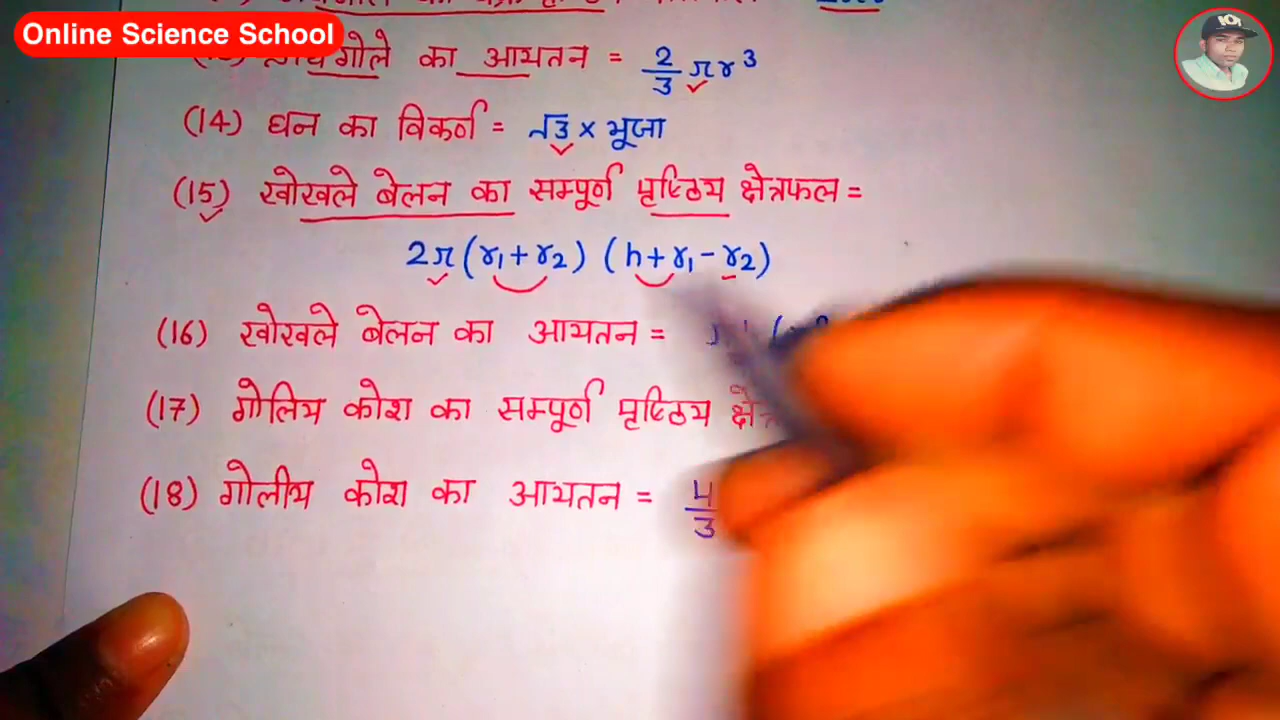 Online Science School
गोले का आयतन = 2/3 πr³
(14) घन का विकर्ण = √3 × भूजा
(15) खोखले बेलन का सम्पूर्ण पृष्ठिय क्षेत्रफल =
2π(r₁+r₂) (h+r₁-r₂)
(16) खोखले बेलन का आयतन =
(17) गोलिय कोश का सम्पूर्ण पृष्ठिय
(18) गोलीय कोश का आयतन = 4/3